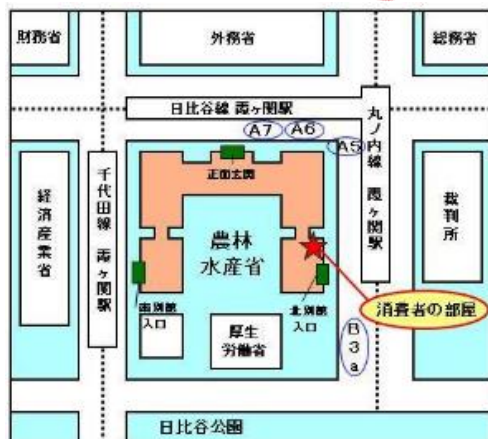 財務省
外務省
総務省
日比谷線 霞ヶ関駅
A7
A6
A5
丸ノ内線 霞ヶ関駅
正面玄関
経済産業省
千代田線 霞ヶ関駅
農林
水産省
裁判所
南別館
入口
北別館
入口
消費者の部屋
厚生
労働省
B3a
日比谷公園